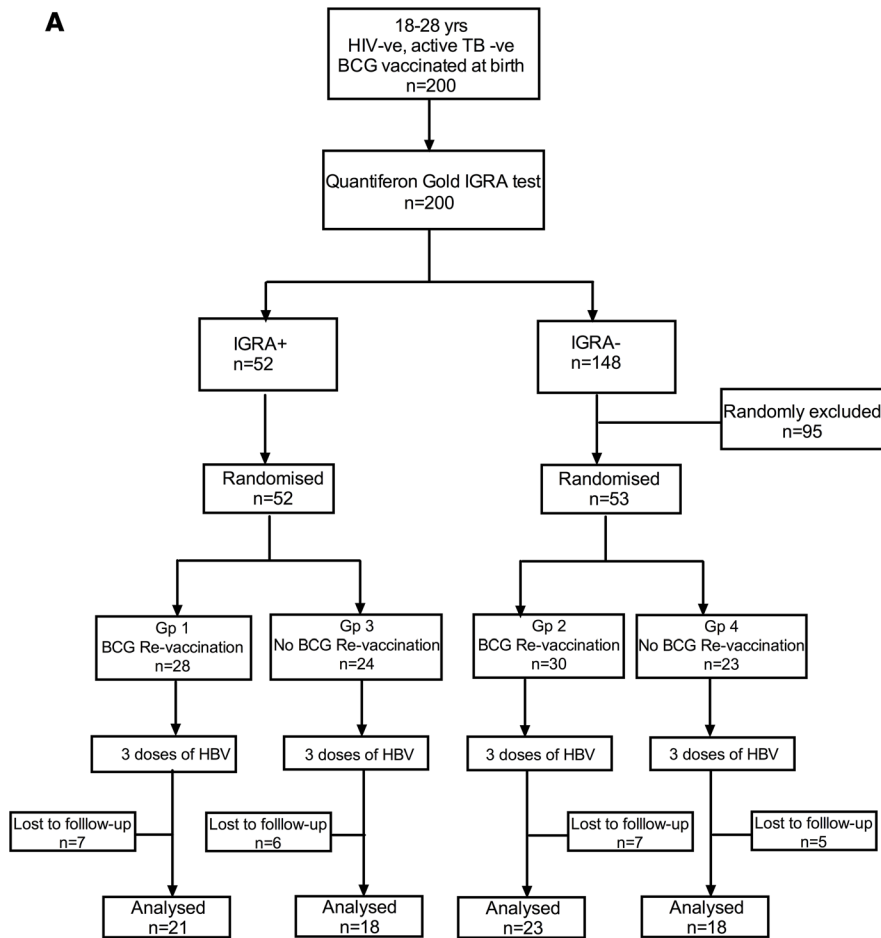 A
18-28 yrs
HIV-ve, active TB -ve
BCG vaccinated at birth
n=200
Quantiferon Gold IGRA test
n=200
IGRA+
n=52
IGRA-
n=148
Randomly excluded
n=95
Randomised
n=52
Randomised
n=53
Gp 1
BCG Re-vaccination
n=28
Gp 3
No BCG Re-vaccination
n=24
Gp 2
BCG Re-vaccination
n=30
Gp 4
No BCG Re-vaccination
n=23
3 doses of HBV
3 doses of HBV
3 doses of HBV
3 doses of HBV
Lost to folllow-up
n=7
Lost to folllow-up
n=6
Lost to folllow-up
n=7
Lost to folllow-up
n=5
Analysed
n=21
Analysed
n=18
Analysed
n=23
Analysed
n=18